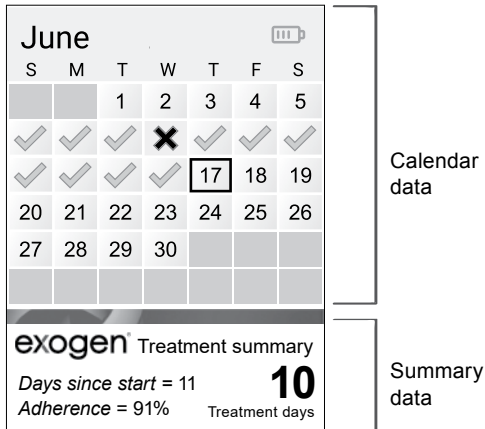 June
S M T W T F S
1 2 3 4 5
17 18 19
20 21 22 23 24 25 26
27 28 29 30
Calendar
data
exogen® Treatment summary
Days since start = 11
Adherence = 91%
10
Treatment days
Summary
data